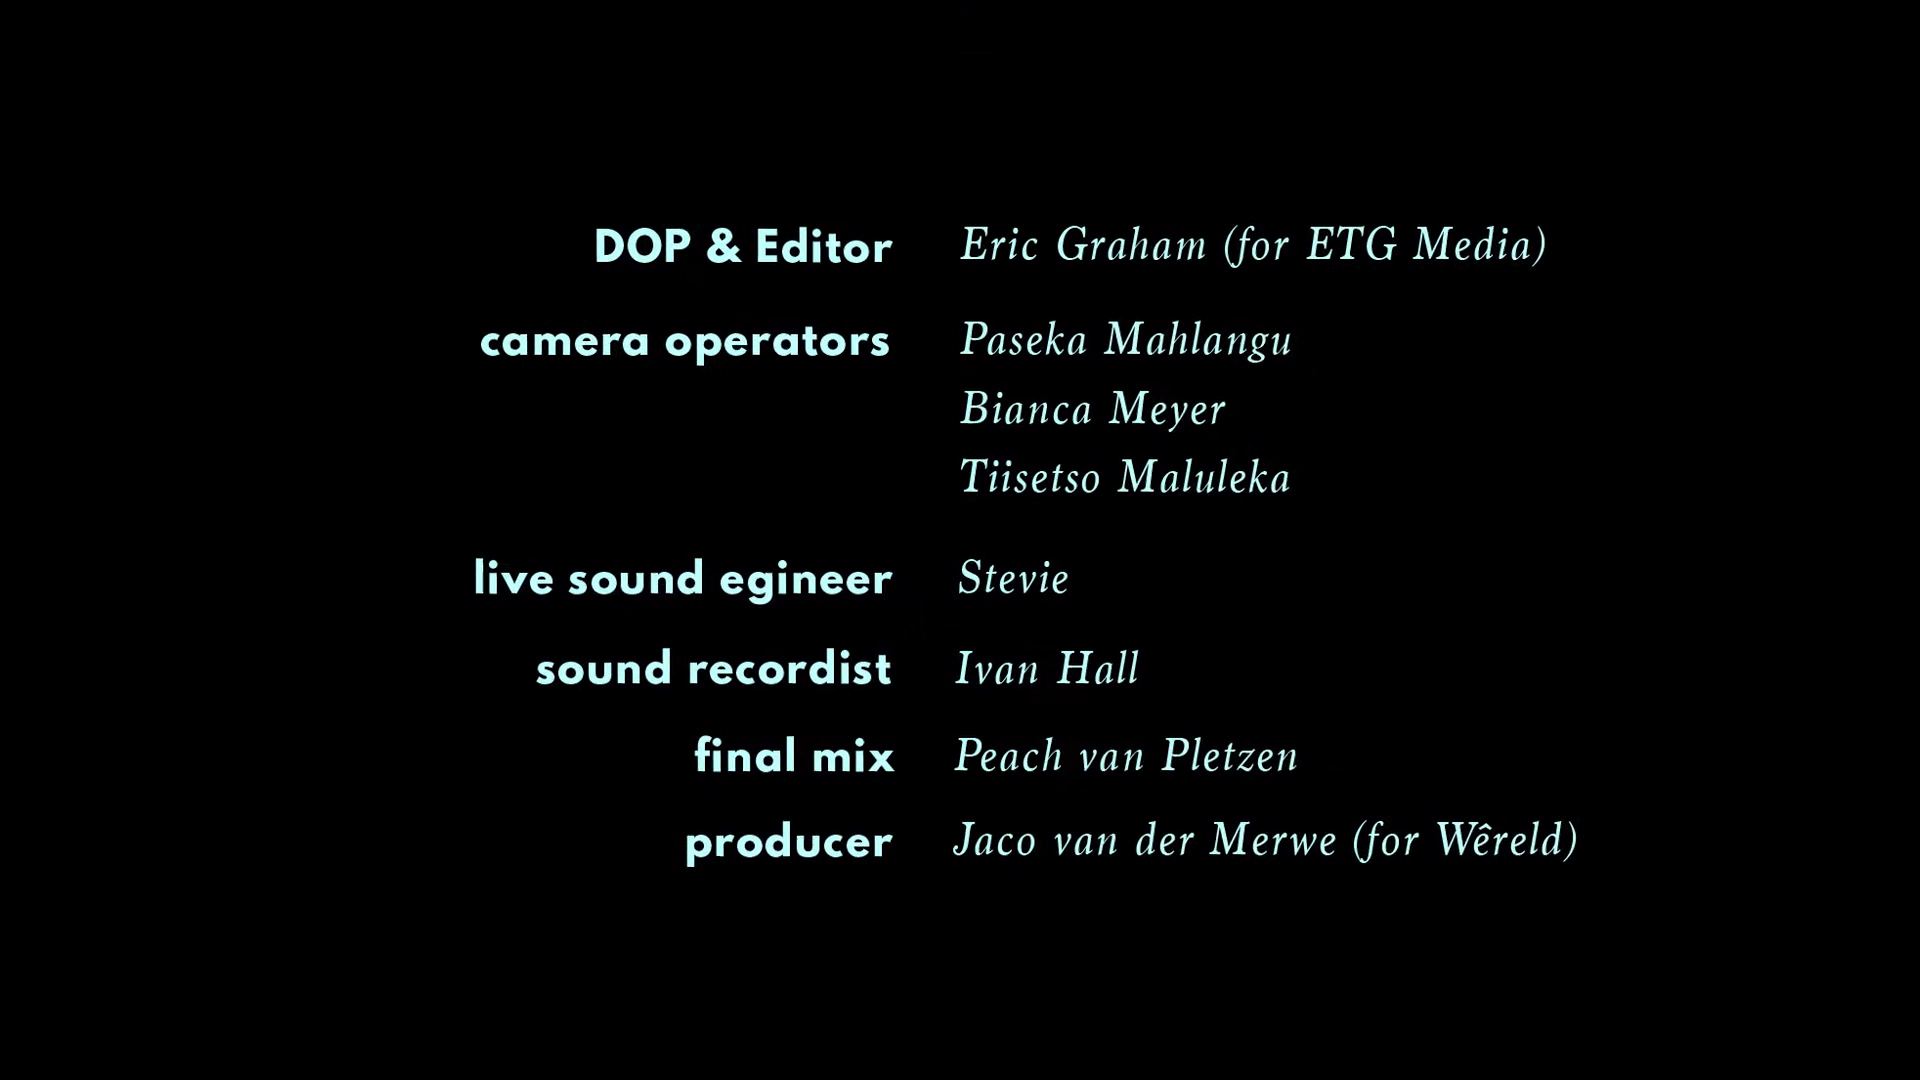 DOP & Editor Eric Graham (for ETG Media)
camera operators Paseka Mahlangu
Bianca Meyer
Tiisetso Maluleka
live sound egineer Stevie
sound recordist Ivan Hall
final mix Peach van Pletzen
producer Jaco van der Merwe (for Wêreld)